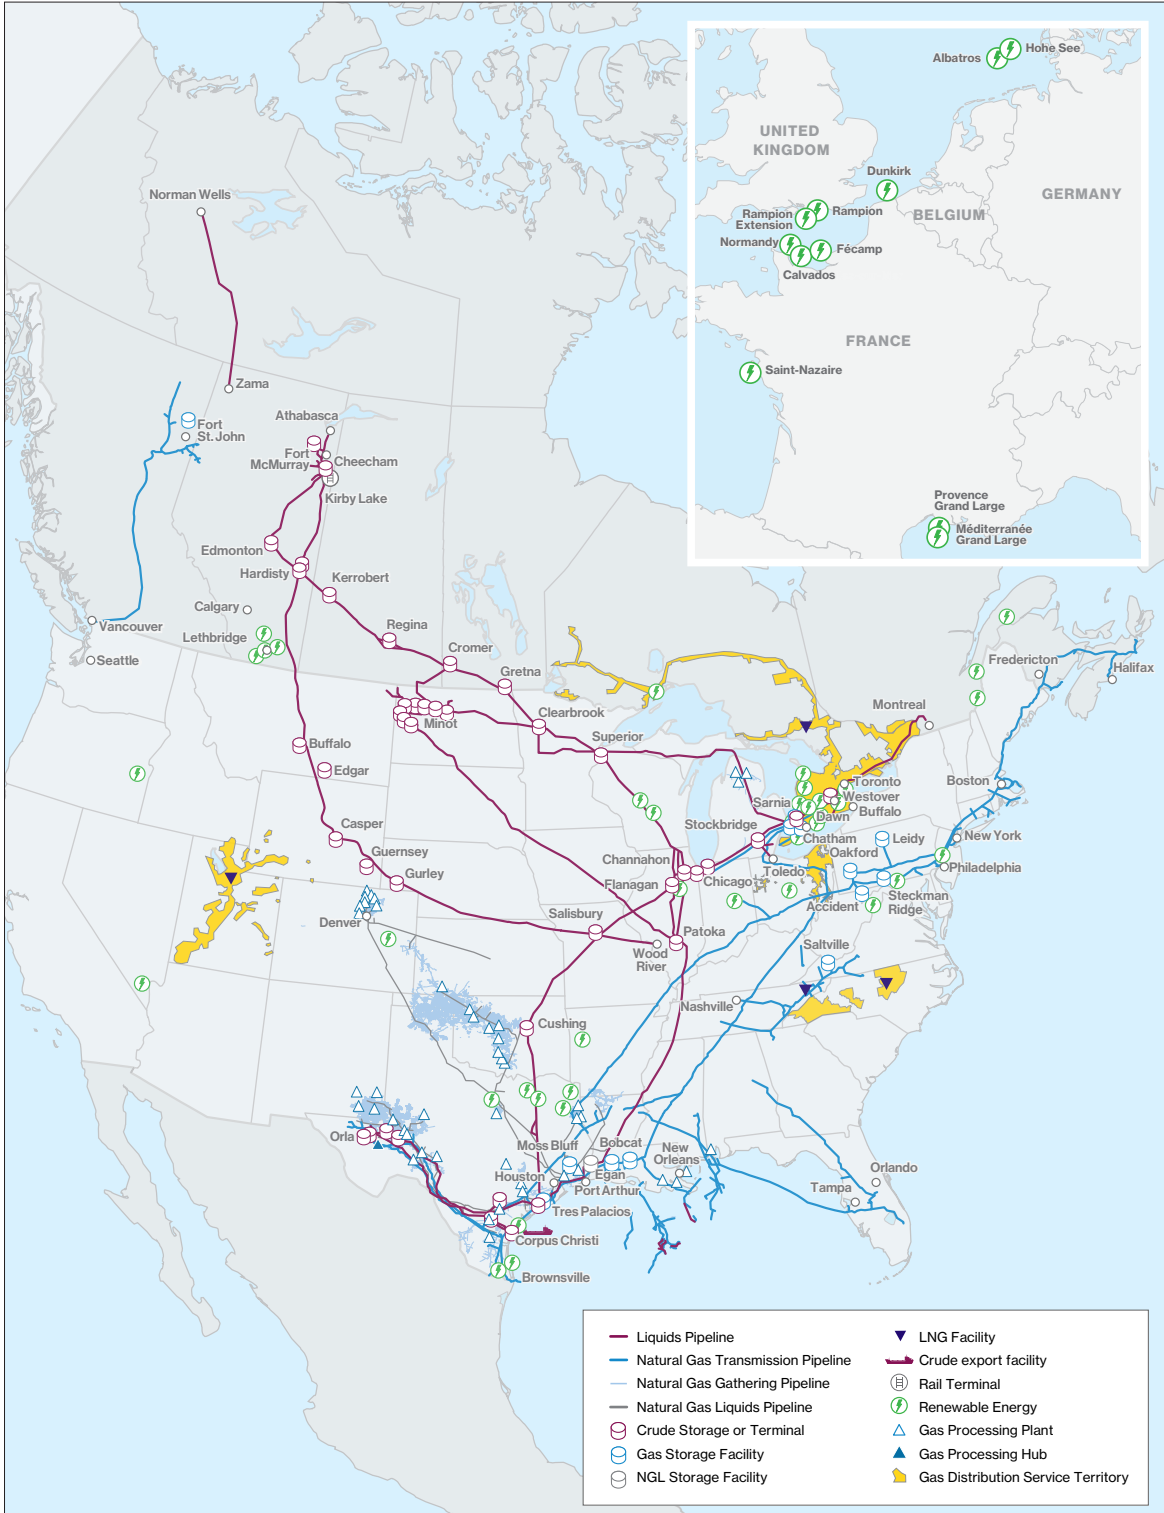 Hohe See
Albatros
UNITED
KINGDOM
Dunkirk
GERMANY
Rampion
Extension
Rampion
BELGIUM
Normandy
Fécamp
Calvados
FRANCE
Saint-Nazaire
Provence
Grand Large
Méditerranée
Grand Large
Norman Wells
Zama
Athabasca
Fort
St. John
Fort
McMurray
Cheecham
Kirby Lake
Edmonton
Hardisty
Kerrobert
Calgary
Regina
Vancouver
Lethbridge
Cromer
Seattle
Gretna
Fredericton
Halifax
Minot
Clearbrook
Montreal
Superior
Buffalo
Edgar
Toronto
Westover
Boston
Sarnia
Buffalo
Dawn
Stockbridge
Casper
Chatham
Leidy
New York
Guernsey
Channahon
Oakford
Toledo
Philadelphia
Gurley
Flanagan
Chicago
Steckman
Ridge
Accident
Salisbury
Denver
Patoka
Wood
River
Saltville
Nashville
Cushing
Orla
Moss Bluff
Bobcat
New
Orleans
Houston
Egan
Port Arthur
Orlando
Tampa
Tres Palacios
Corpus Christi
Brownsville
Liquids Pipeline
Natural Gas Transmission Pipeline
Natural Gas Gathering Pipeline
Natural Gas Liquids Pipeline
Crude Storage or Terminal
Gas Storage Facility
NGL Storage Facility
LNG Facility
Crude export facility
Rail Terminal
Renewable Energy
Gas Processing Plant
Gas Processing Hub
Gas Distribution Service Territory